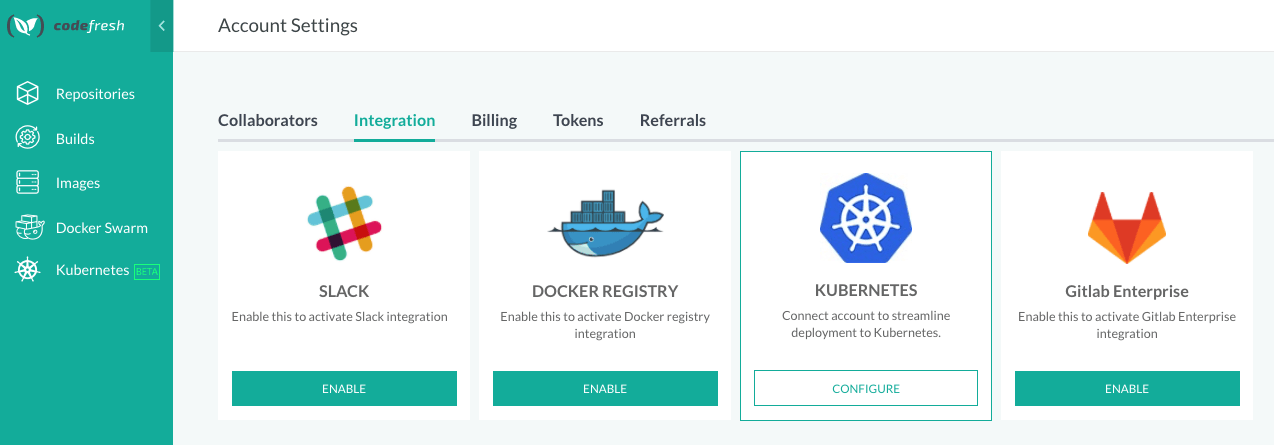 codefresh
Account Settings
Repositories
Builds
Images
Docker Swarm
Kubernetes BETA
Collaborators Integration Billing Tokens Referrals
SLACK
Enable this to activate Slack integration
ENABLE
DOCKER REGISTRY
Enable this to activate Docker registry
integration
ENABLE
KUBERNETES
Connect account to streamline
deployment to Kubernetes.
CONFIGURE
Gitlab Enterprise
Enable this to activate Gitlab Enterprise
integration
ENABLE